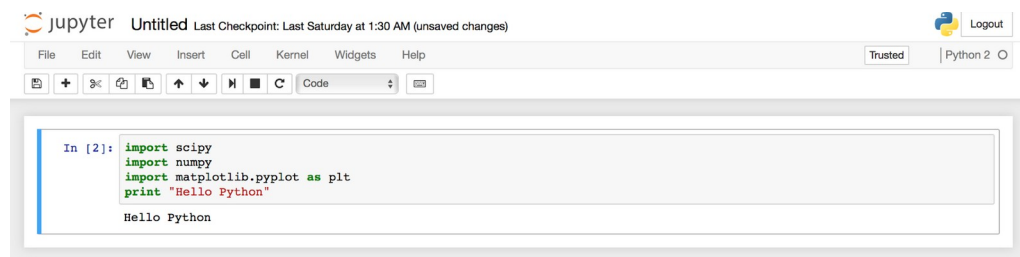 jupyter Untitled Last Checkpoint: Last Saturday at 1:30 AM (unsaved changes) Logout
File Edit View Insert Cell Kernel Widgets Help Trusted Python 2
Code
In [2]: import scipy
import numpy
import matplotlib.pyplot as plt
print "Hello Python"
Hello Python